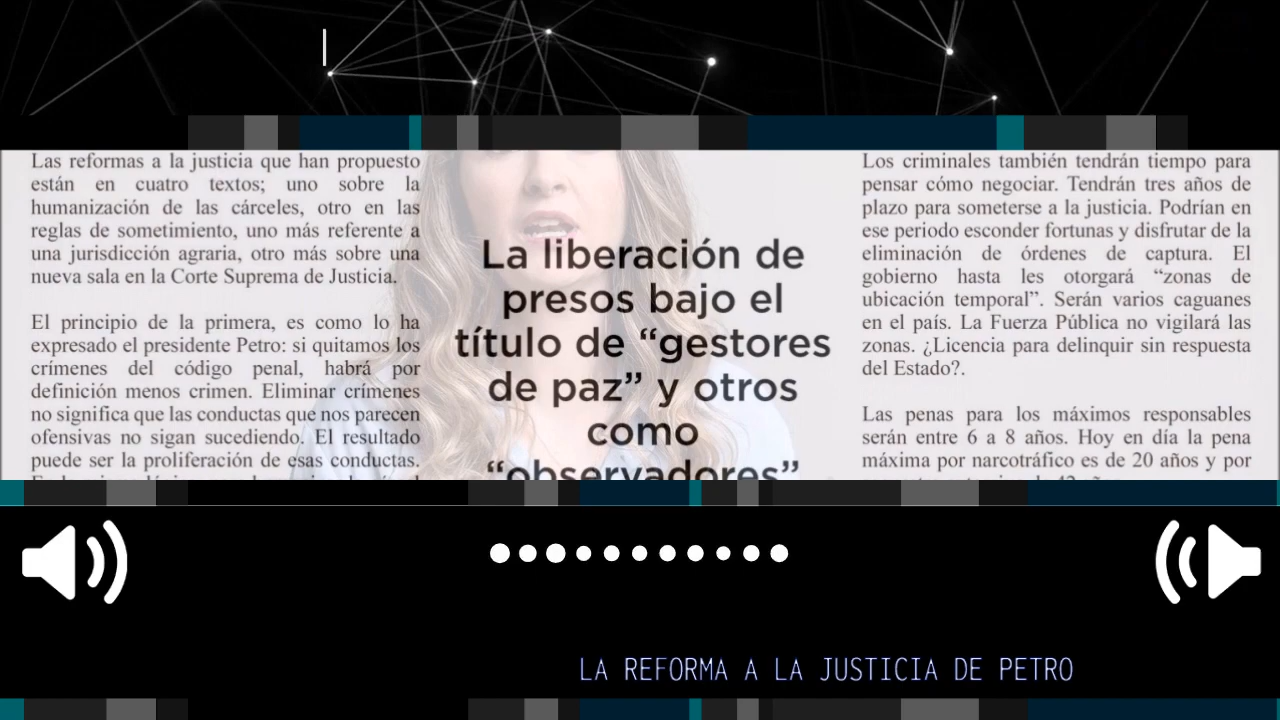 Las reformas a la justicia que han propuesto
están en cuatro textos; uno sobre la
humanización de las cárceles, otro en las
reglas de sometimiento, uno más referente a
una jurisdicción agraria, otro más sobre una
nueva sala en la Corte Suprema de Justicia.
El principio de la primera, es como lo ha
expresado el presidente Petro: si quitamos los
crímenes del código penal, habrá por
definición menos crimen. Eliminar crímenes
no significa que las conductas que nos parecen
ofensivas no sigan sucediendo. El resultado
puede ser la proliferación de esas conductas.
La liberación de
presos bajo el
título de “gestores
de paz” y otros
como
“observadores”
Los criminales también tendrán tiempo para
pensar cómo negociar. Tendrán tres años de
plazo para someterse a la justicia. Podrían en
ese periodo esconder fortunas y disfrutar de la
eliminación de órdenes de captura. El
gobierno hasta les otorgará “zonas de
ubicación temporal”. Serán varios caguanes
en el país. La Fuerza Pública no vigilará las
zonas. ¿Licencia para delinquir sin respuesta
del Estado?.
Las penas para los máximos responsables
serán entre 6 a 8 años. Hoy en día la pena
máxima por narcotráfico es de 20 años y por
LA REFORMA A LA JUSTICIA DE PETRO